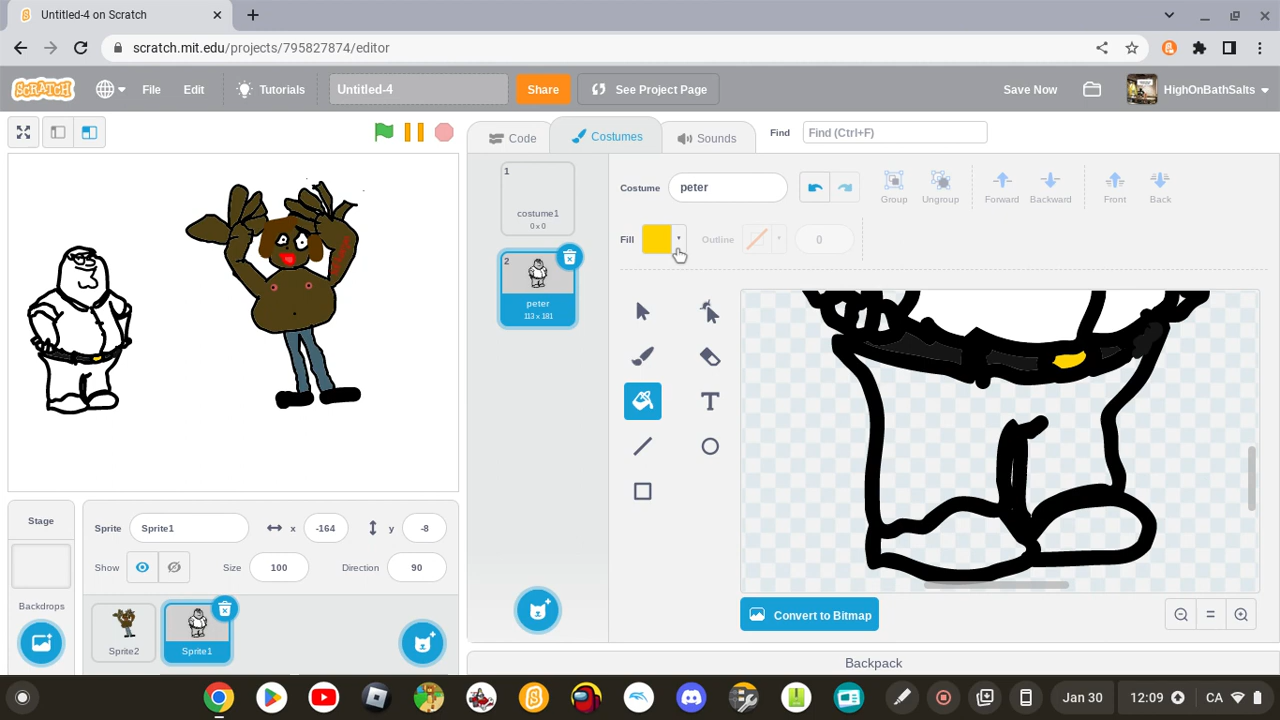 Untitled-4 on Scratch
scratch.mit.edu/projects/795827874/editor
SCRATCH
File
Edit
Tutorials
Untitled-4
Share
See Project Page
Save Now
HighOnBathSalts
Code
Costumes
Sounds
Find
Find (Ctrl+F)
1
costume1
0 x 0
2
peter
113 x 181
Costume
peter
Group
Ungroup
Forward
Backward
Front
Back
Fill
Outline
0
Convert to Bitmap
Stage
Backdrops
Sprite
Sprite1
x
-164
y
-8
Show
Size
100
Direction
90
Sprite2
Sprite1
Backpack
Jan 30
12:09
CA